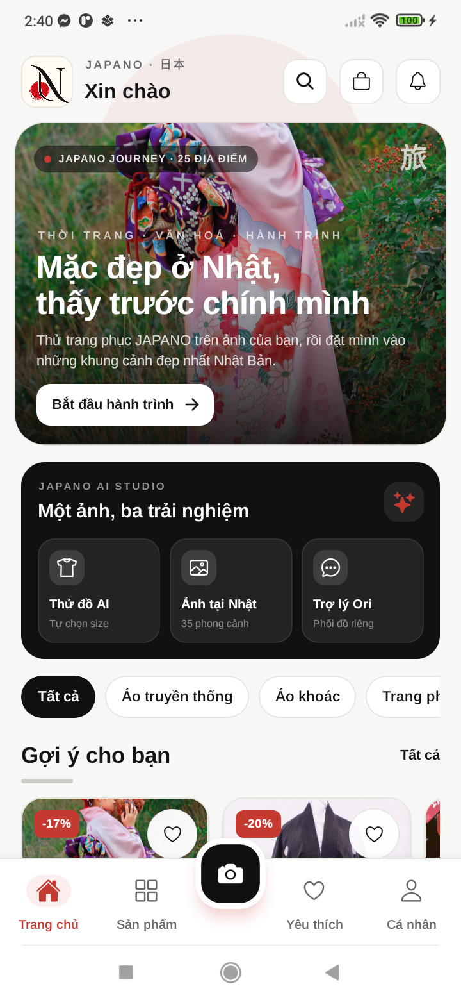 2:40
100
N
JAPANO · 日本
Xin chào
JAPANO JOURNEY · 25 ĐỊA ĐIỂM
旅
THỜI TRANG · VĂN HOÁ · HÀNH TRÌNH
Mặc đẹp ở Nhật,
thấy trước chính mình
Thử trang phục JAPANO trên ảnh của bạn, rồi đặt mình vào
những khung cảnh đẹp nhất Nhật Bản.
Bắt đầu hành trình
JAPANO AI STUDIO
Một ảnh, ba trải nghiệm
Thử đồ AI
Tự chọn size
Ảnh tại Nhật
35 phong cảnh
Trợ lý Ori
Phối đồ riêng
Tất cả
Áo truyền thống
Áo khoác
Trang ph
Gợi ý cho bạn
Tất cả
-17%
-20%
Trang chủ
Sản phẩm
Yêu thích
Cá nhân